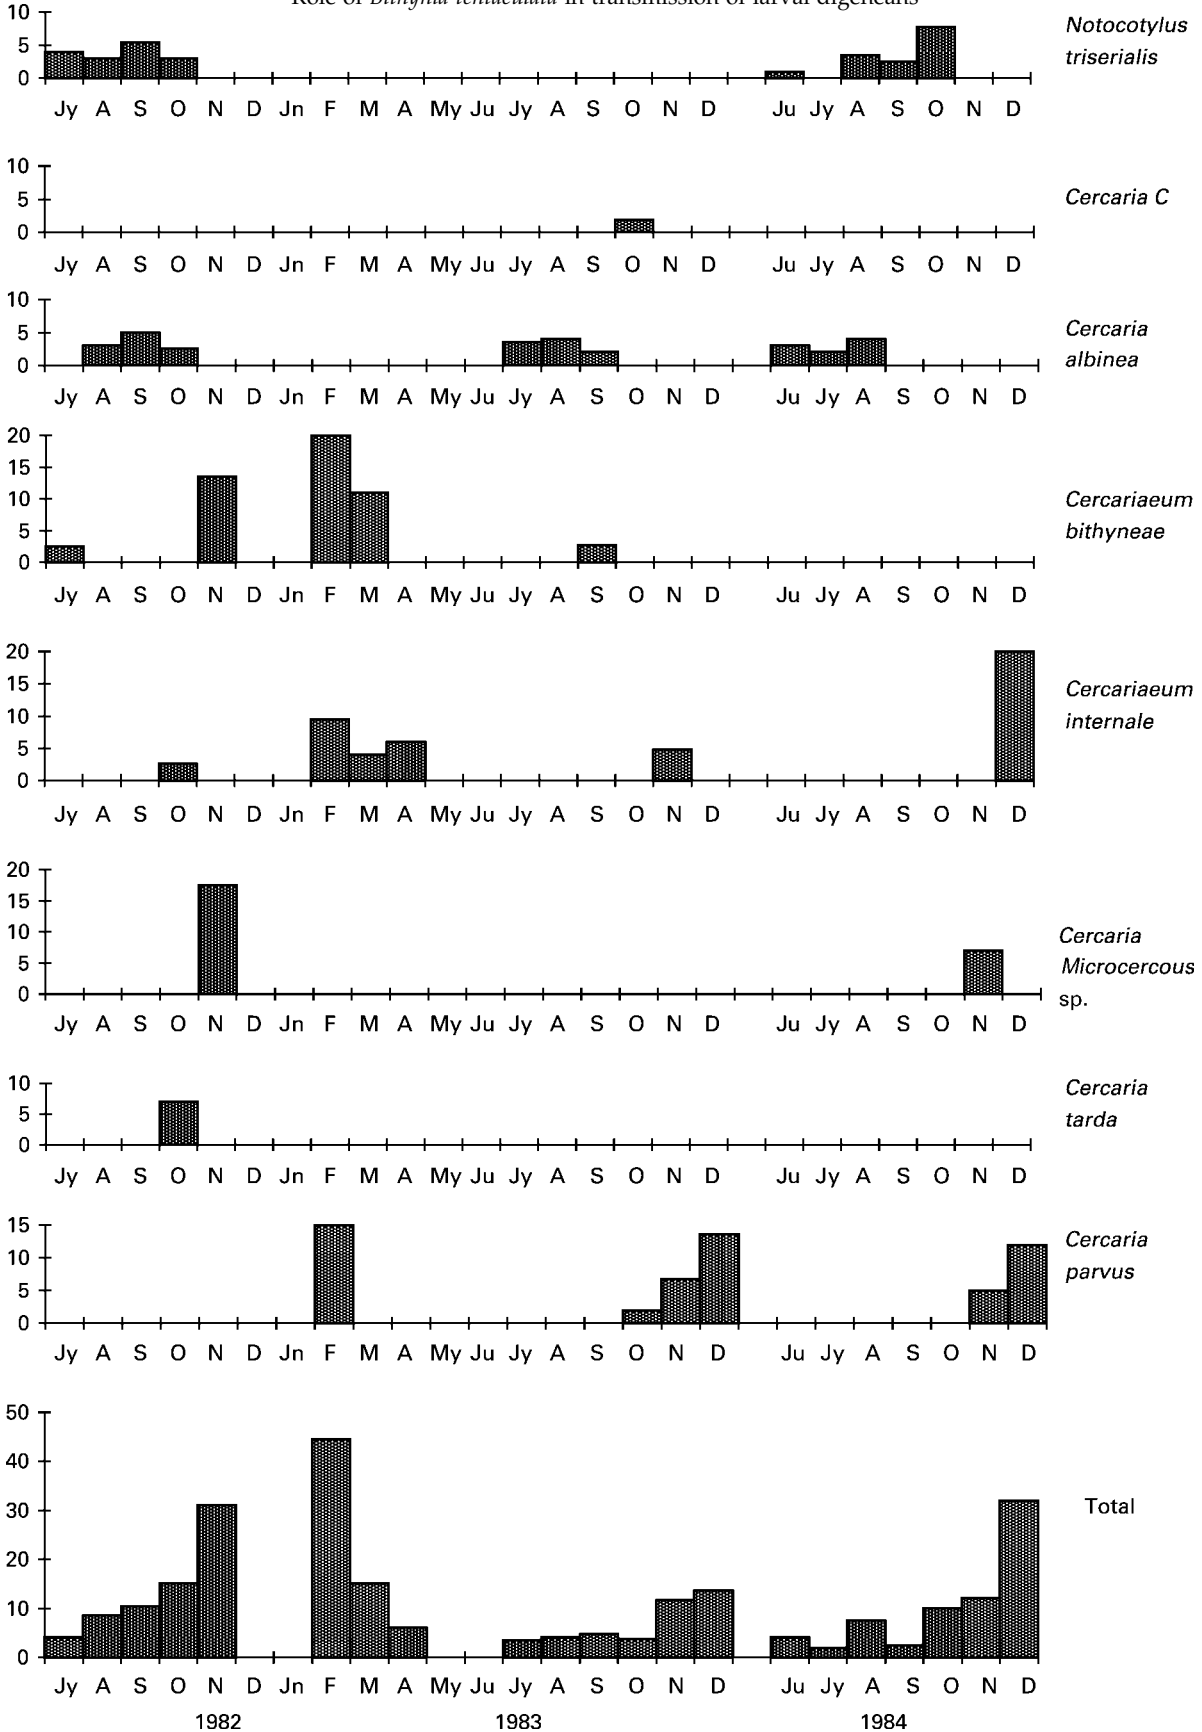 Role of Bithynia tentaculata in transmission of larval digeneans
10
5
0
Jy A S O N D Jn F M A My Ju Jy A S O N D Ju Jy A S O N D
Notocotylus
triserialis
10
5
0
Jy A S O N D Jn F M A My Ju Jy A S O N D Ju Jy A S O N D
Cercaria C
10
5
0
Jy A S O N D Jn F M A My Ju Jy A S O N D Ju Jy A S O N D
Cercaria
albinea
20
15
10
5
0
Jy A S O N D Jn F M A My Ju Jy A S O N D Ju Jy A S O N D
Cercariaeum
bithyneae
20
15
10
5
0
Jy A S O N D Jn F M A My Ju Jy A S O N D Ju Jy A S O N D
Cercariaeum
internale
20
15
10
5
0
Jy A S O N D Jn F M A My Ju Jy A S O N D Ju Jy A S O N D
Cercaria
Microcercous
sp.
10
5
0
Jy A S O N D Jn F M A My Ju Jy A S O N D Ju Jy A S O N D
Cercaria
tarda
15
10
5
0
Jy A S O N D Jn F M A My Ju Jy A S O N D Ju Jy A S O N D
Cercaria
parvus
50
40
30
20
10
0
Jy A S O N D Jn F M A My Ju Jy A S O N D Ju Jy A S O N D
Total
1982 1983 1984